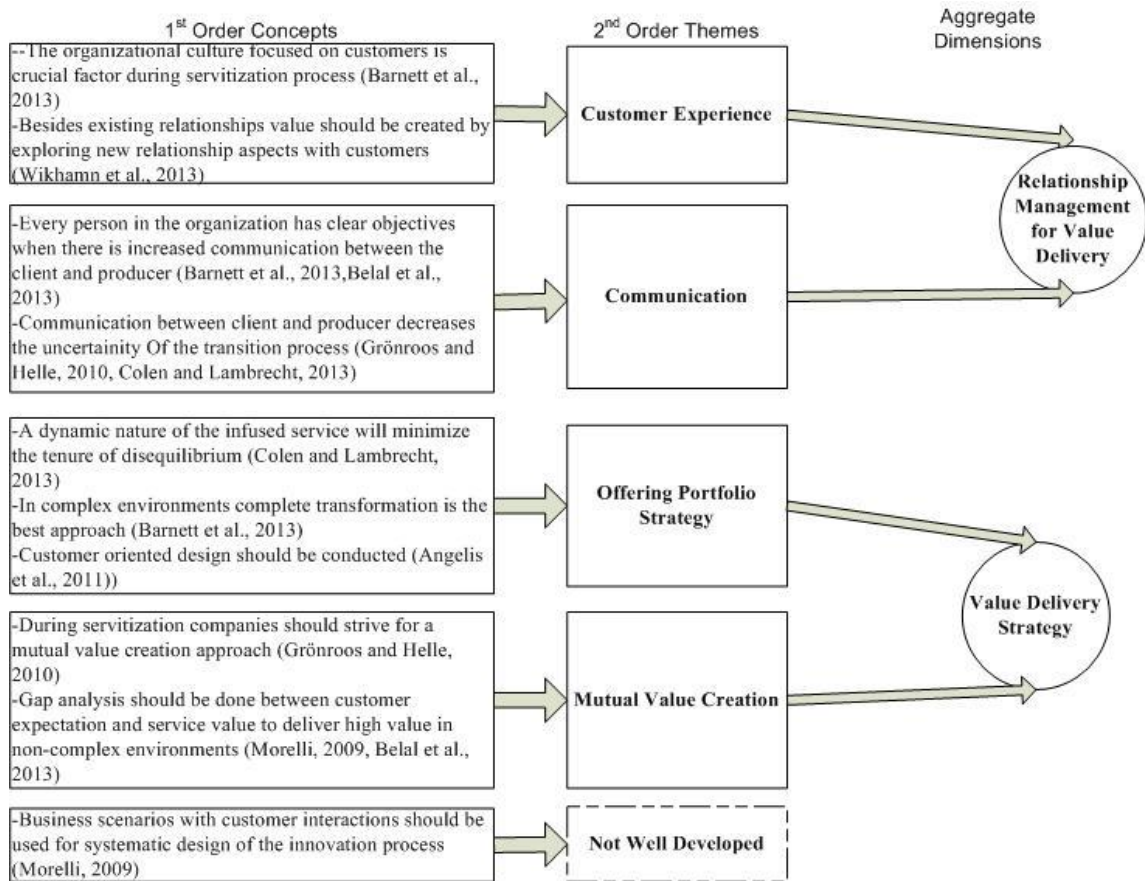 1st Order Concepts
2nd Order Themes
Aggregate
Dimensions
--The organizational culture focused on customers is
crucial factor during servitization process (Barnett et al.,
2013)
-Besides existing relationships value should be created by
exploring new relationship aspects with customers
(Wikhamn et al., 2013)
Customer Experience
Relationship
Management
for Value
Delivery
-Every person in the organization has clear objectives
when there is increased communication between the
client and producer (Barnett et al., 2013,Belal et al.,
2013)
-Communication between client and producer decreases
the uncertainity Of the transition process (Grönroos and
Helle, 2010, Colen and Lambrecht, 2013)
Communication
-A dynamic nature of the infused service will minimize
the tenure of disequilibrium (Colen and Lambrecht,
2013)
-In complex environments complete transformation is the
best approach (Barnett et al., 2013)
-Customer oriented design should be conducted (Angelis
et al., 2011))
Offering Portfolio
Strategy
Value Delivery
Strategy
-During servitization companies should strive for a
mutual value creation approach (Grönroos and Helle,
2010)
-Gap analysis should be done between customer
expectation and service value to deliver high value in
non-complex environments (Morelli, 2009, Belal et al.,
2013)
Mutual Value Creation
-Business scenarios with customer interactions should be
used for systematic design of the innovation process
(Morelli, 2009)
Not Well Developed